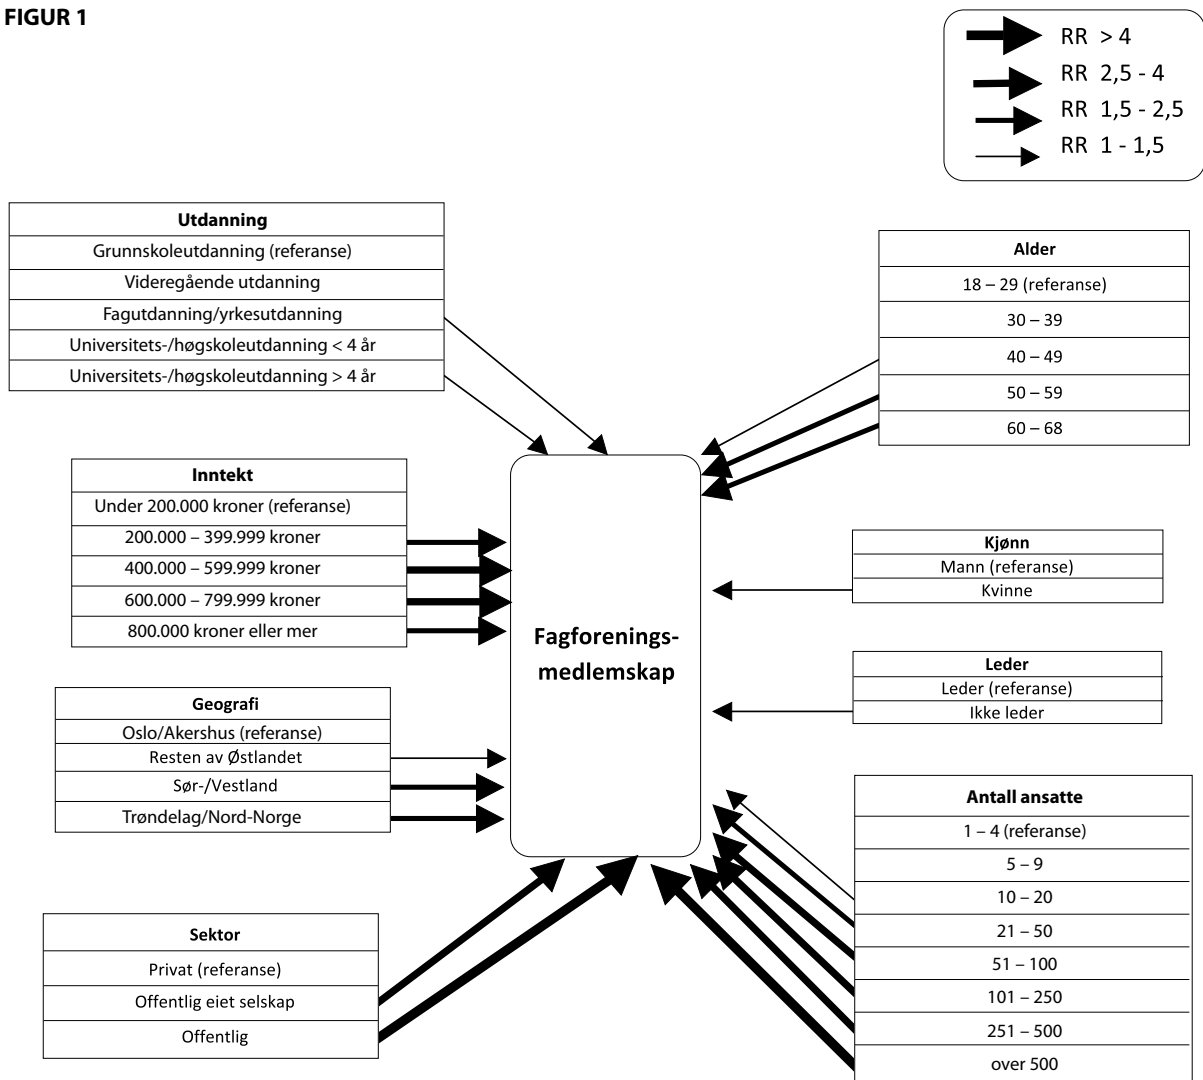 FIGUR 1
RR > 4
RR 2,5 - 4
RR 1,5 - 2,5
RR 1 - 1,5
Utdanning
Grunnskoleutdanning (referanse)
Videregående utdanning
Fagutdanning/yrkesutdanning
Universitets-/høgskoleutdanning < 4 år
Universitets-/høgskoleutdanning > 4 år
Alder
18 – 29 (referanse)
30 – 39
40 – 49
50 – 59
60 – 68
Inntekt
Under 200.000 kroner (referanse)
200.000 – 399.999 kroner
400.000 – 599.999 kroner
600.000 – 799.999 kroner
800.000 kroner eller mer
Kjønn
Mann (referanse)
Kvinne
Fagforenings-
medlemskap
Leder
Leder (referanse)
Ikke leder
Geografi
Oslo/Akershus (referanse)
Resten av Østlandet
Sør-/Vestland
Trøndelag/Nord-Norge
Antall ansatte
1 – 4 (referanse)
5 – 9
10 – 20
21 – 50
51 – 100
101 – 250
251 – 500
over 500
Sektor
Privat (referanse)
Offentlig eiet selskap
Offentlig